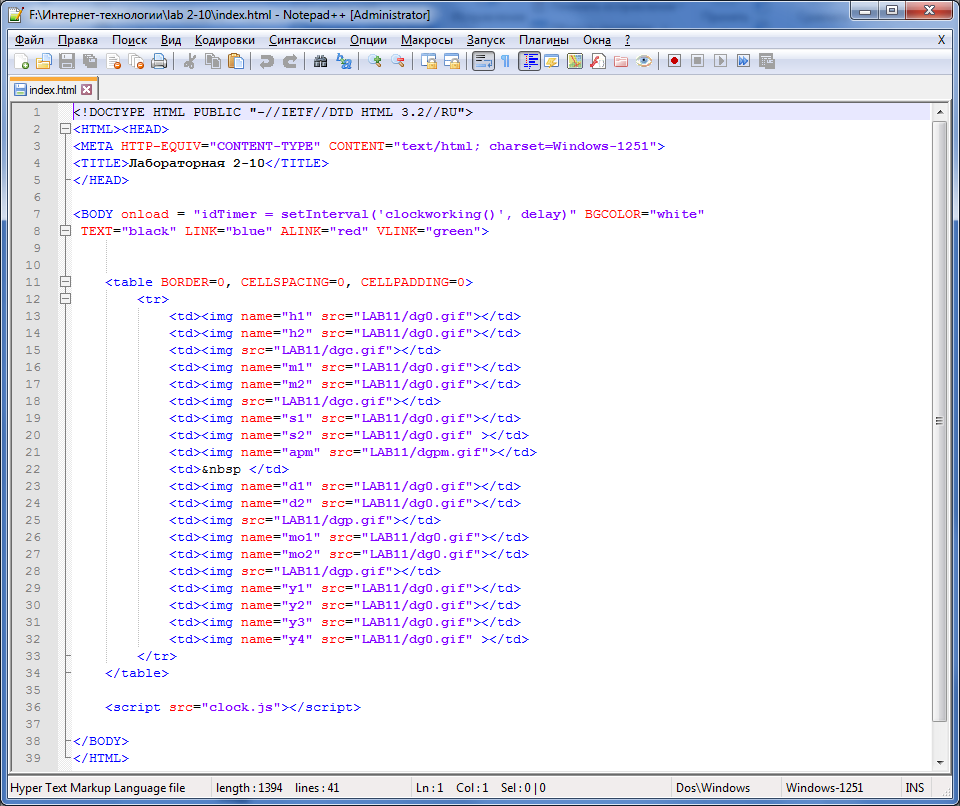 F:\Интернет-технологии\lab 2-10\index.html - Notepad++ [Administrator]
Файл Правка Поиск Вид Кодировки Синтаксисы Опции Макросы Запуск Плагины Окна ? X
index.html
1 <!DOCTYPE HTML PUBLIC "-//IETF//DTD HTML 3.2//RU">
2 <HTML><HEAD>
3 <META HTTP-EQUIV="CONTENT-TYPE" CONTENT="text/html; charset=Windows-1251">
4 <TITLE>Лабораторная 2-10</TITLE>
5 </HEAD>
6
7 <BODY onload = "idTimer = setInterval('clockworking()', delay)" BGCOLOR="white"
8 TEXT="black" LINK="blue" ALINK="red" VLINK="green">
9
10
11 <table BORDER=0, CELLSPACING=0, CELLPADDING=0>
12 <tr>
13 <td><img name="h1" src="LAB11/dg0.gif"></td>
14 <td><img name="h2" src="LAB11/dg0.gif"></td>
15 <td><img src="LAB11/dgc.gif"></td>
16 <td><img name="m1" src="LAB11/dg0.gif"></td>
17 <td><img name="m2" src="LAB11/dg0.gif"></td>
18 <td><img src="LAB11/dgc.gif"></td>
19 <td><img name="s1" src="LAB11/dg0.gif"></td>
20 <td><img name="s2" src="LAB11/dg0.gif" ></td>
21 <td><img name="apm" src="LAB11/dgpm.gif"></td>
22 <td>&nbsp </td>
23 <td><img name="d1" src="LAB11/dg0.gif"></td>
24 <td><img name="d2" src="LAB11/dg0.gif"></td>
25 <td><img src="LAB11/dgp.gif"></td>
26 <td><img name="mo1" src="LAB11/dg0.gif"></td>
27 <td><img name="mo2" src="LAB11/dg0.gif"></td>
28 <td><img src="LAB11/dgp.gif"></td>
29 <td><img name="y1" src="LAB11/dg0.gif"></td>
30 <td><img name="y2" src="LAB11/dg0.gif"></td>
31 <td><img name="y3" src="LAB11/dg0.gif"></td>
32 <td><img name="y4" src="LAB11/dg0.gif" ></td>
33 </tr>
34 </table>
35
36 <script src="clock.js"></script>
37
38 </BODY>
39 </HTML>
Hyper Text Markup Language file length : 1394 lines : 41 Ln : 1 Col : 1 Sel : 0 | 0 Dos\Windows Windows-1251 INS